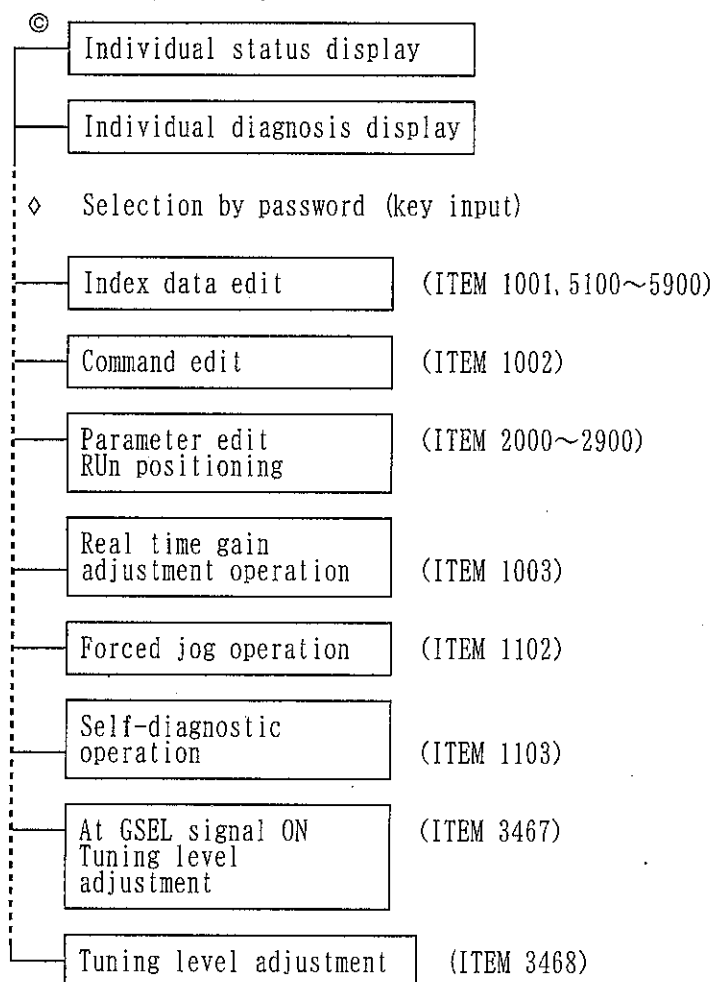 ©
Individual status display
Individual diagnosis display
◊ Selection by password (key input)
Index data edit (ITEM 1001, 5100～5900)
Command edit (ITEM 1002)
Parameter edit (ITEM 2000～2900)
RUn positioning
Real time gain
adjustment operation (ITEM 1003)
Forced jog operation (ITEM 1102)
Self-diagnostic
operation (ITEM 1103)
At GSEL signal ON (ITEM 3467)
Tuning level
adjustment
Tuning level adjustment (ITEM 3468)